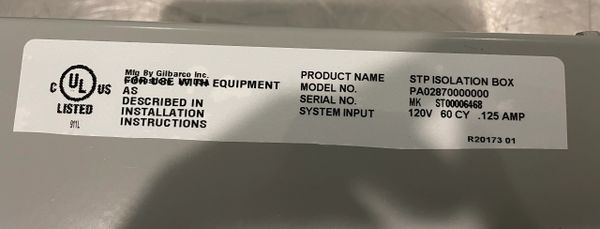 C UL US
LISTED
911L
Mfg By Gilbarco Inc.
FOR USE WITH EQUIPMENT
AS
DESCRIBED IN
INSTALLATION
INSTRUCTIONS
PRODUCT NAME STP ISOLATION BOX
MODEL NO. PA02870000000
SERIAL NO. MK ST00006468
SYSTEM INPUT 120V 60 CY .125 AMP
R20173 01